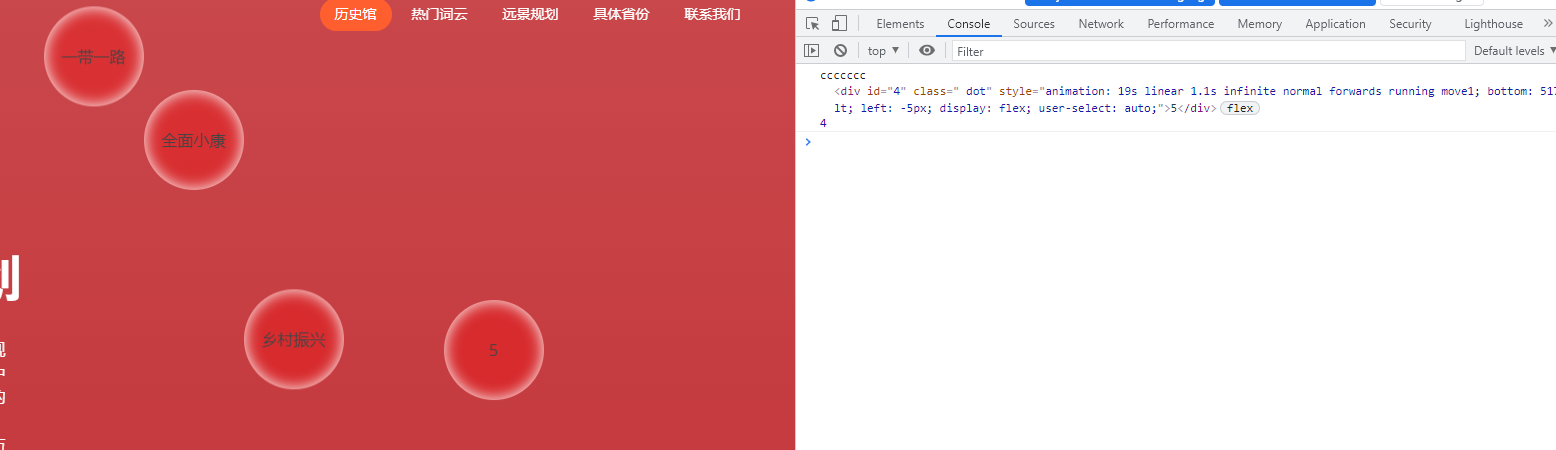 历史馆 热门词云 远景规划 具体省份 联系我们
一带一路
全面小康
乡村振兴
5
划
Elements Console Sources Network Performance Memory Application Security Lighthouse »
top ▼ Filter Default levels ▼
ccccccc
<div id="4" class=" dot" style="animation: 19s linear 1.1s infinite normal forwards running move1; bottom: 517
lt; left: -5px; display: flex; user-select: auto;">5</div> flex
4